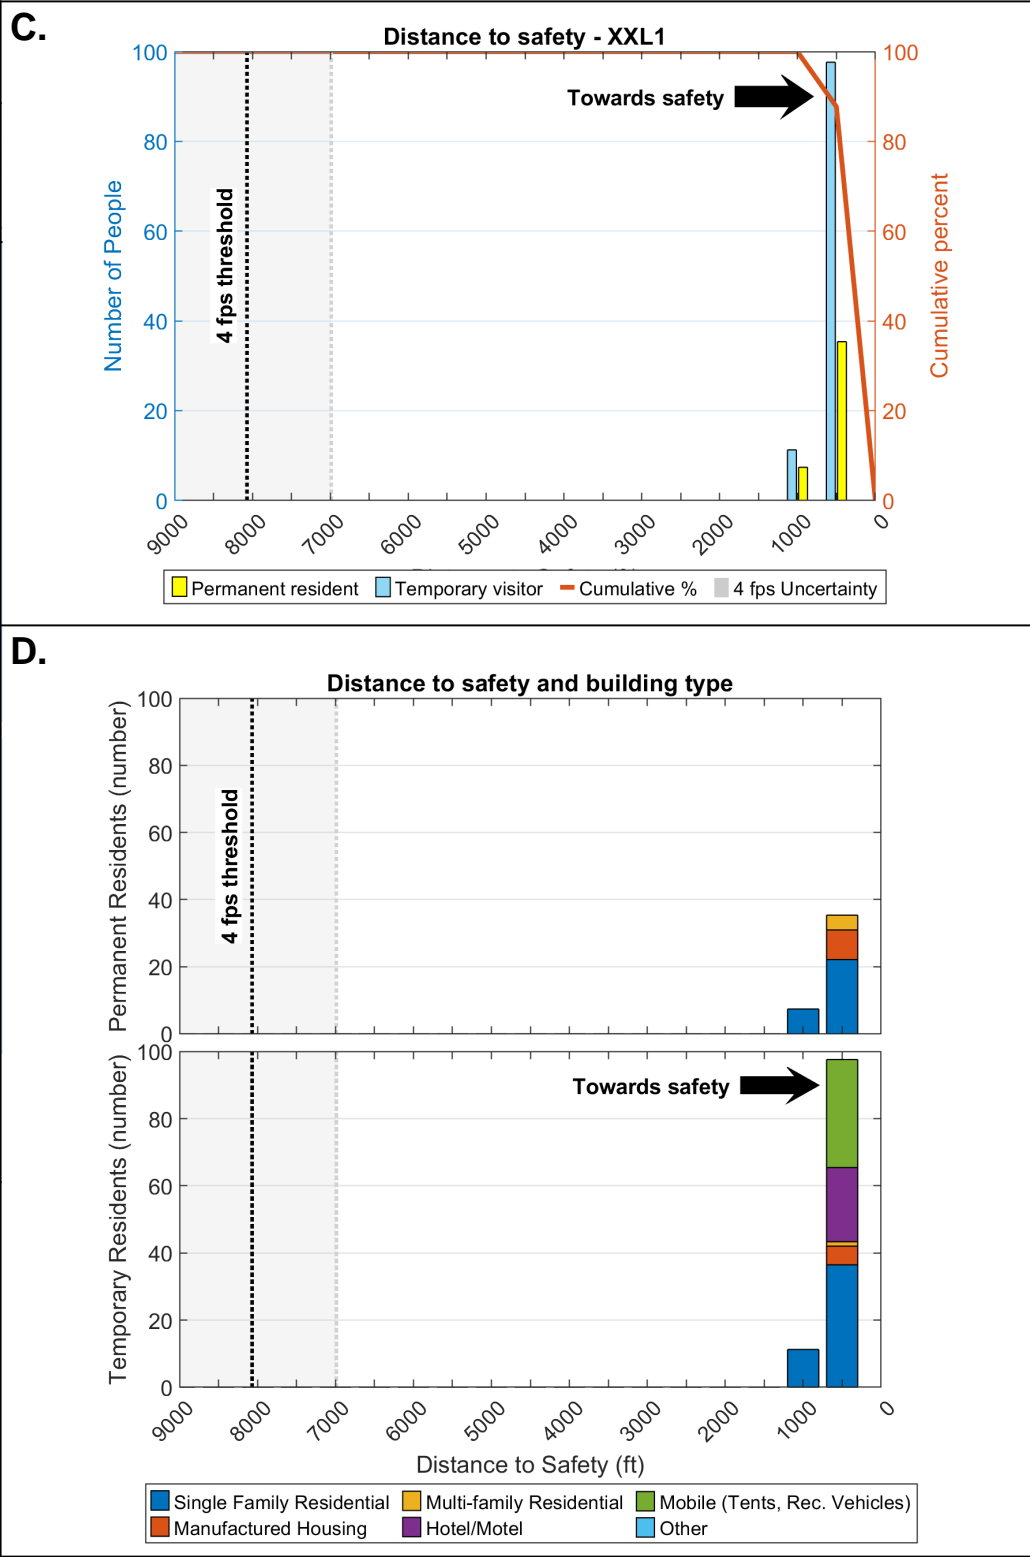 C.
Distance to safety - XXL1
100 100
Towards safety
80 80
60 60
40 40
20 20
0 0
Number of People
4 fps threshold
Cumulative percent
9000 8000 7000 6000 5000 4000 3000 2000 1000 0
Permanent resident Temporary visitor Cumulative % 4 fps Uncertainty
D.
Distance to safety and building type
100
80
60
40
20
0
Permanent Residents (number)
4 fps threshold
100
Towards safety
80
60
40
20
0
Temporary Residents (number)
9000 8000 7000 6000 5000 4000 3000 2000 1000 0
Distance to Safety (ft)
Single Family Residential Multi-family Residential Mobile (Tents, Rec. Vehicles)
Manufactured Housing Hotel/Motel Other